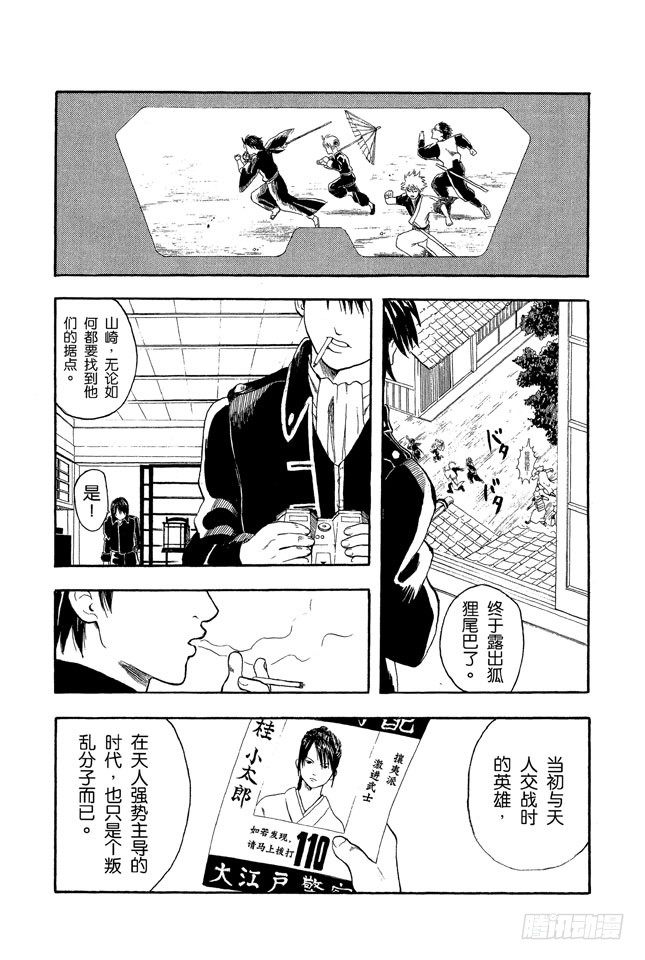 终于露出狐
狸尾巴了。
バタ
バタ
山崎，无论如
何都要找到他
们的据点。
是！
当初与天
人交战时
的英雄，
配
攘夷派
激进武士
桂 小太郎
如若发现，
请马上拨打
110
大江户警察
在天人强势主导的
时代，也只是个叛
乱分子而已。
腾讯动漫